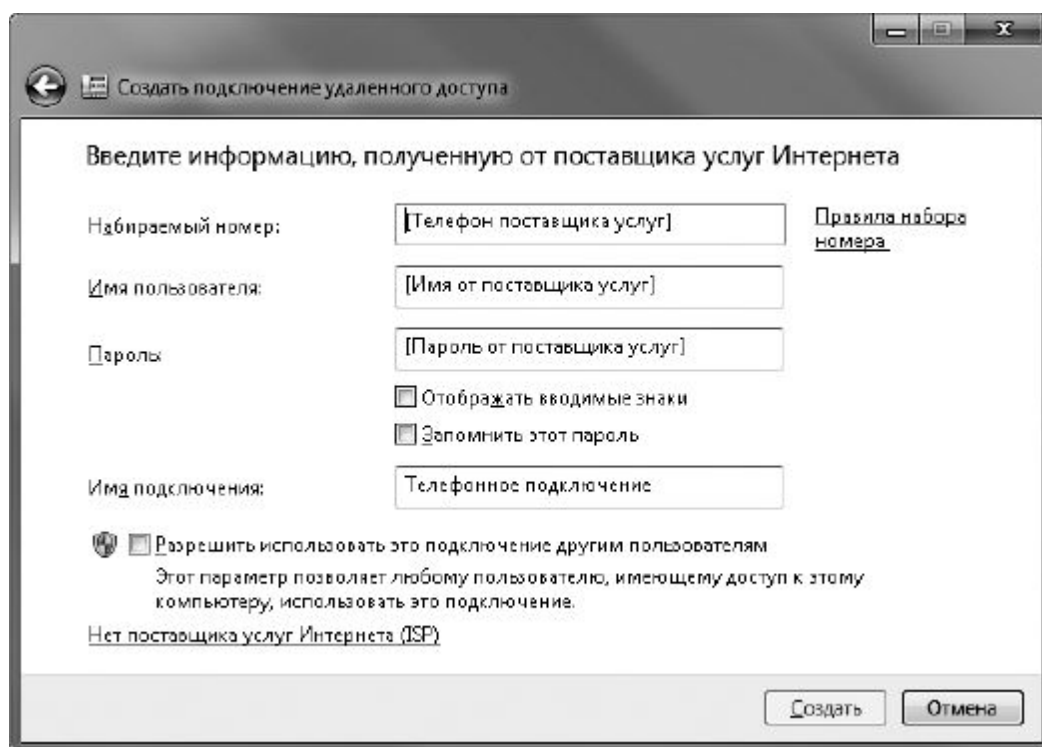 Создать подключение удаленного доступа
Введите информацию, полученную от поставщика услуг Интернета
Набираемый номер:
[Телефон поставщика услуг]
Правила набора
номера
Имя пользователя:
[Имя от поставщика услуг]
Пароль:
[Пароль от поставщика услуг]
Отображать вводимые знаки
Запомнить этот пароль
Имя подключения:
Телефонное подключение
Разрешить использовать это подключение другим пользователям
Этот параметр позволяет любому пользователю, имеющему доступ к этому
компьютеру, использовать это подключение.
Нет поставщика услуг Интернета (ISP)
Создать
Отмена